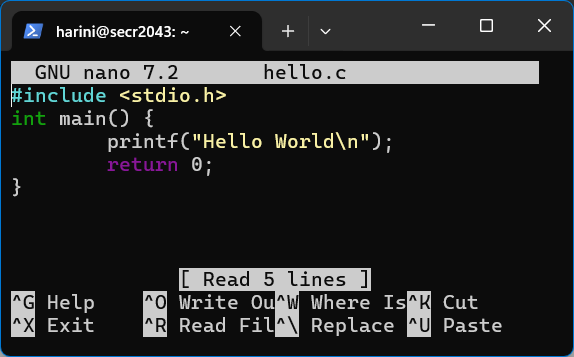 harini@secr2043: ~
GNU nano 7.2 hello.c
#include <stdio.h>
int main() {
        printf("Hello World\n");
        return 0;
}
[ Read 5 lines ]
^G Help ^O Write Ou^W Where Is^K Cut
^X Exit ^R Read Fil^\ Replace ^U Paste